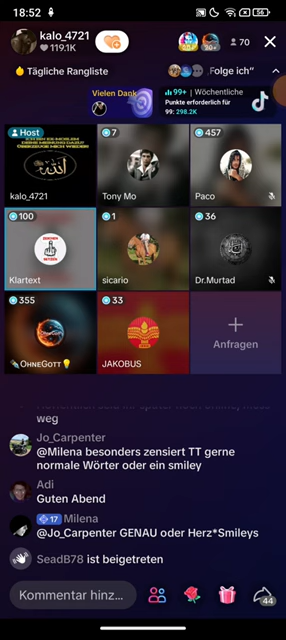 18:52
56
kalo_4721
119.1K
30+
70
Tägliche Rangliste
„Folge ich“
Vielen Dank
99+ | Wöchentliche
Punkte erforderlich für
99: 298.2K
Host
kalo_4721
7
Tony Mo
457
Paco
100
Klartext
1
sicario
36
Dr.Murtad
355
OHNEGOTT
33
JAKOBUS
+
Anfragen
weg
Jo_Carpenter
@Milena besonders zensiert TT gerne
normale Wörter oder ein smiley
Adi
Guten Abend
17 Milena
@Jo_Carpenter GENAU oder Herz*Smileys
SeadB78 ist beigetreten
Kommentar hinz...
44